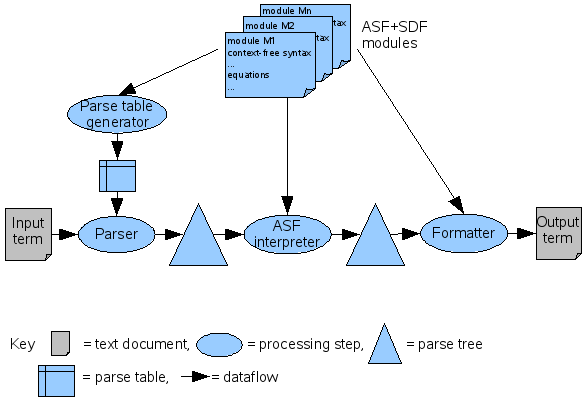 module Mn
tax
module M2
tax
module M1
context-free syntax
...
equations
...
ASF+SDF
modules
Parse table
generator
Input
term
Parser
ASF
interpreter
Formatter
Output
term
Key
= text document,
= processing step,
= parse tree
= parse table,
= dataflow